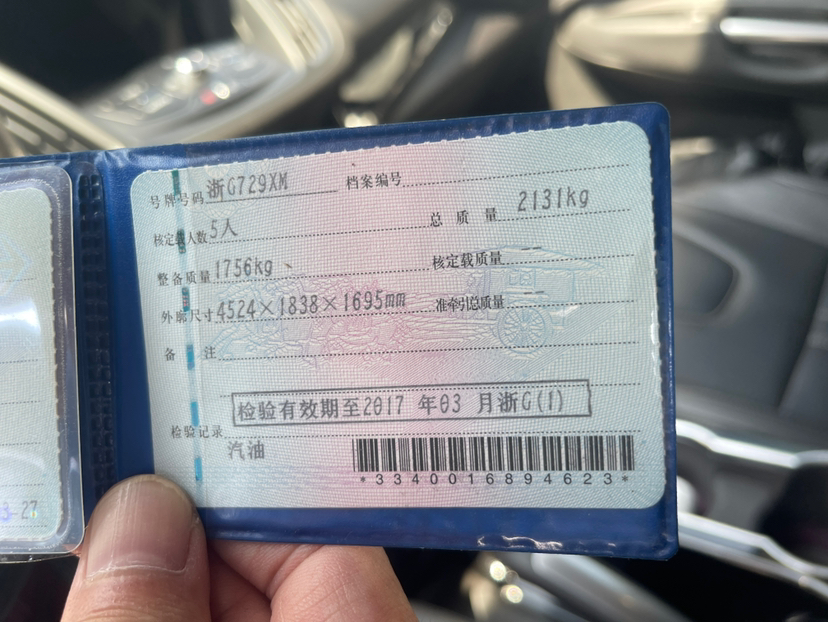 号牌号码 浙G729XM 档案编号
核定载人数 5人 总质量 2131kg
整备质量 1756kg 核定载质量 --
外廓尺寸 4524×1838×1695mm 准牵引总质量 --
备注
检验记录 检验有效期至2017年03月浙G(1)
汽油
*3340016894623*
3-27